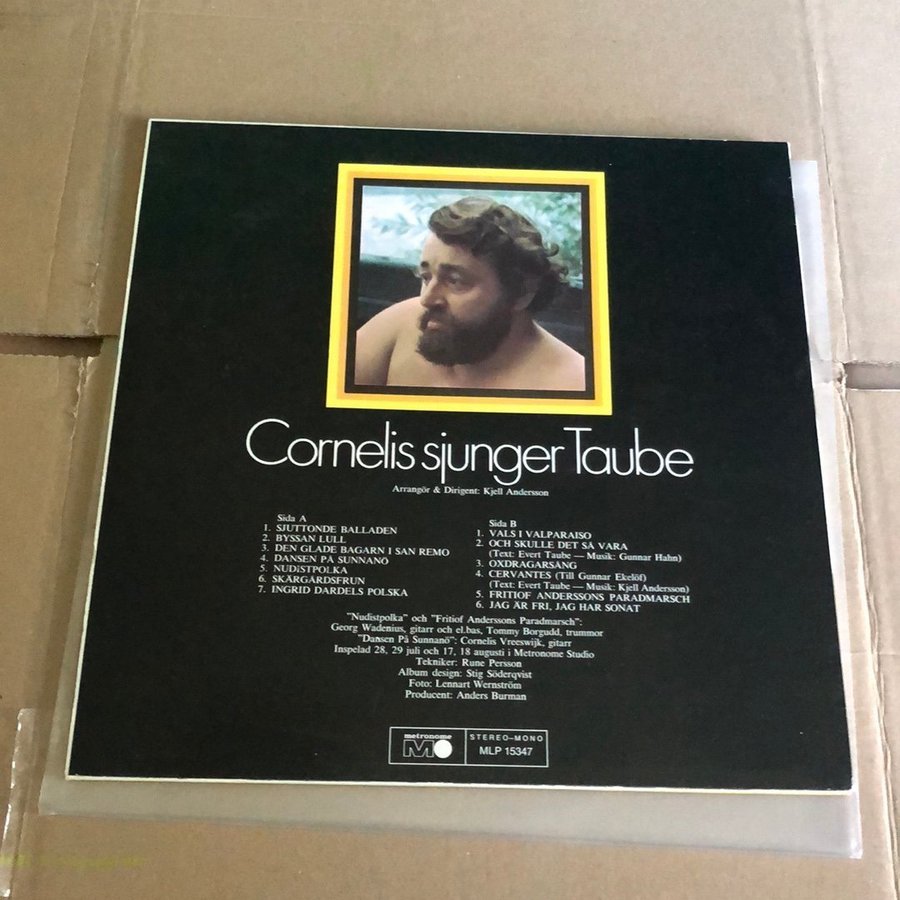 Cornelis sjunger Taube
Arrangör & Dirigent: Kjell Andersson
Sida A
1. SJUTTONDE BALLADEN
2. BYSSAN LULL
3. DEN GLADE BAGARN I SAN REMO
4. DANSEN PÅ SUNNANÖ
5. NUDISTPOLKA
6. SKÄRGÅRDSFRUN
7. INGRID DARDELS POLSKA
Sida B
1. VALS I VALPARAISO
2. OCH SKULLE DET SÅ VARA
(Text: Evert Taube — Musik: Gunnar Hahn)
3. OXDRAGARSÅNG
4. CERVANTES (Till Gunnar Ekelöf)
(Text: Evert Taube — Musik: Kjell Andersson)
5. FRITIOF ANDERSSONS PARADMARSCH
6. JAG ÄR FRI, JAG HAR SONAT
"Nudistpolka" och "Fritiof Anderssons Paradmarsch":
Georg Wadenius, gitarr och el.bas, Tommy Borgudd, trummor
"Dansen På Sunnanö": Cornelis Vreeswijk, gitarr
Inspelad 28, 29 juli och 17, 18 augusti i Metronome Studio
Tekniker: Rune Persson
Album design: Stig Söderqvist
Foto: Lennart Wernström
Producent: Anders Burman
metronome
STEREO–MONO
MLP 15347